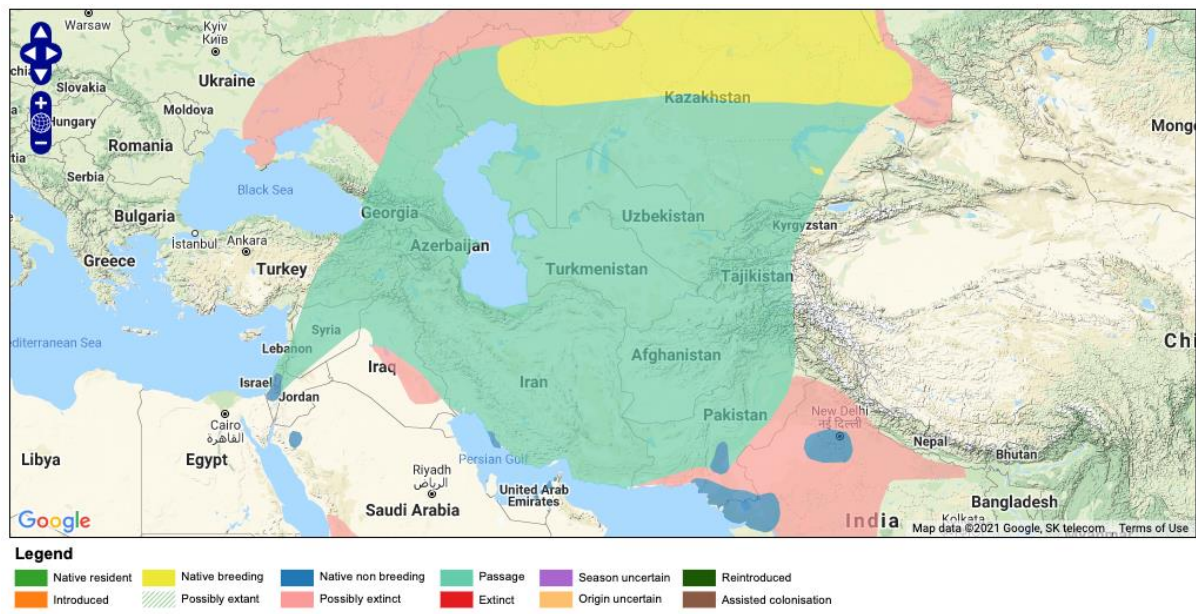 Warsaw
Kyiv
Київ
Ukraine
Slovakia
Moldova
Hungary
Romania
Serbia
Bulgaria
Black Sea
İstanbul
Ankara
Greece
Turkey
Georgia
Azerbaijan
Kazakhstan
Uzbekistan
Kyrgyzstan
Turkmenistan
Tajikistan
Mong
editerranean Sea
Syria
Lebanon
Israel
Jordan
Iraq
Iran
Afghanistan
Pakistan
Chi
Cairo
القاهرة
Libya
Egypt
Persian Gulf
Riyadh
الرياض
Saudi Arabia
United Arab
Emirates
New Delhi
नई दिल्ली
Nepal
Bhutan
Bangladesh
India
Kolkata
Google
Map data ©2021 Google, SK telecom Terms of Use
Legend
Native resident Native breeding Native non breeding Passage Season uncertain Reintroduced
Introduced Possibly extant Possibly extinct Extinct Origin uncertain Assisted colonisation